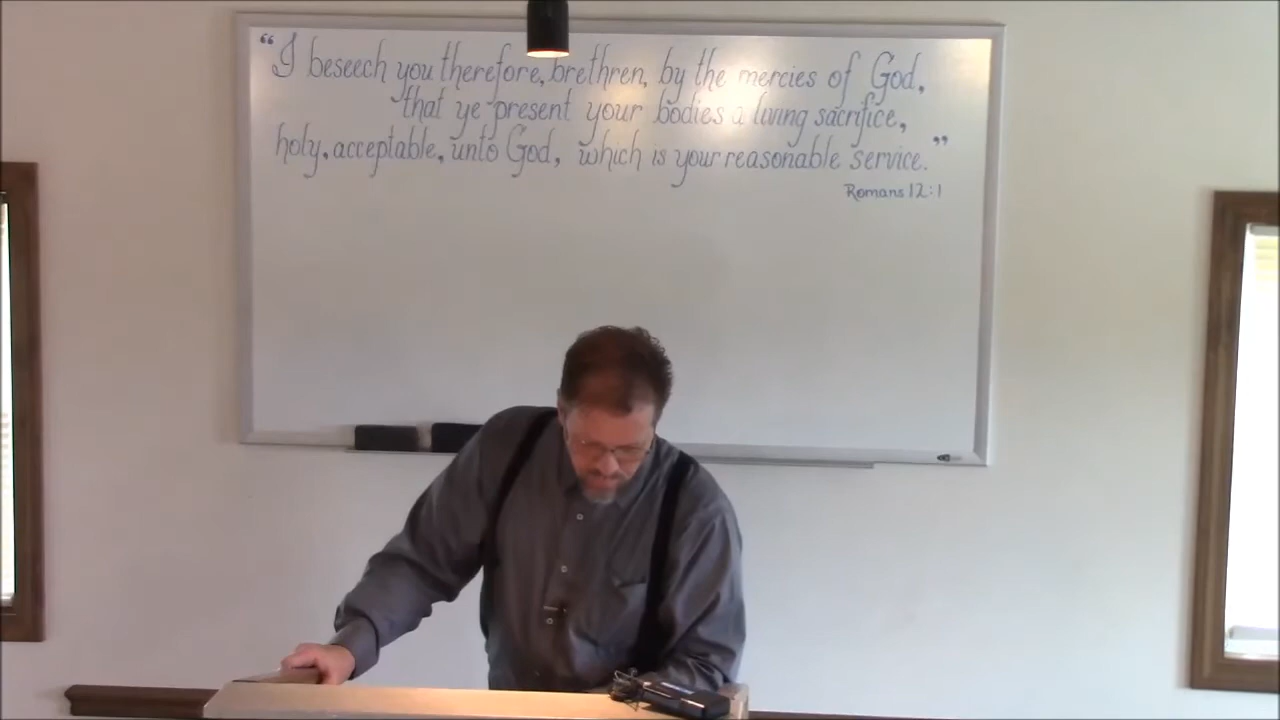 “I beseech you therefore, brethren, by the mercies of God,
that ye present your bodies a living sacrifice,
holy, acceptable, unto God, which is your reasonable service.”
Romans 12:1